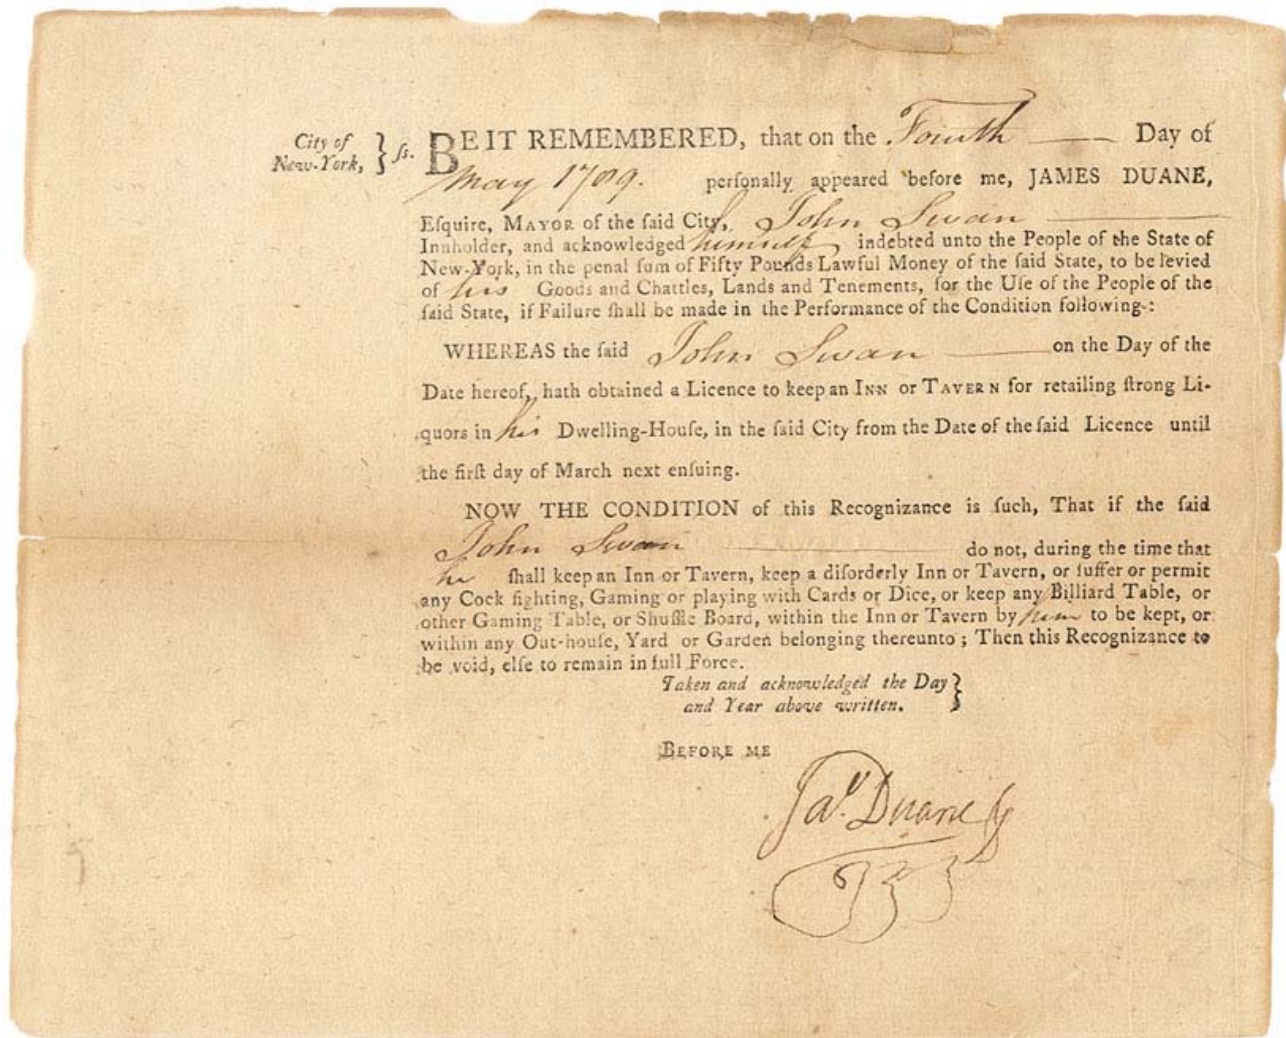 City of
New-York, } ſs.
BE IT REMEMBERED, that on the Fourth — Day of
May 1789. perſonally appeared before me, JAMES DUANE,
Eſquire, MAYOR of the ſaid City, John Swan —
Innholder, and acknowledged himself indebted unto the People of the State of
New-York, in the penal ſum of Fifty Pounds Lawful Money of the ſaid State, to be levied
of his Goods and Chattles, Lands and Tenements, for the Uſe of the People of the
ſaid State, if Failure ſhall be made in the Performance of the Condition following:
WHEREAS the ſaid John Swan — on the Day of the
Date hereof, hath obtained a Licence to keep an INN or TAVERN for retailing ſtrong Li-
quors in his Dwelling-Houſe, in the ſaid City from the Date of the ſaid Licence until
the firſt day of March next enſuing.
NOW THE CONDITION of this Recognizance is ſuch, That if the ſaid
John Swan — do not, during the time that
he ſhall keep an Inn or Tavern, keep a diſorderly Inn or Tavern, or ſuffer or permit
any Cock fighting, Gaming or playing with Cards or Dice, or keep any Billiard Table, or
other Gaming Table, or Shuffle Board, within the Inn or Tavern by him to be kept, or
within any Out-houſe, Yard or Garden belonging thereunto; Then this Recognizance to
be void, elſe to remain in full Force.
Taken and acknowledged the Day }
and Year above written.
BEFORE ME
Jaˢ. Duane